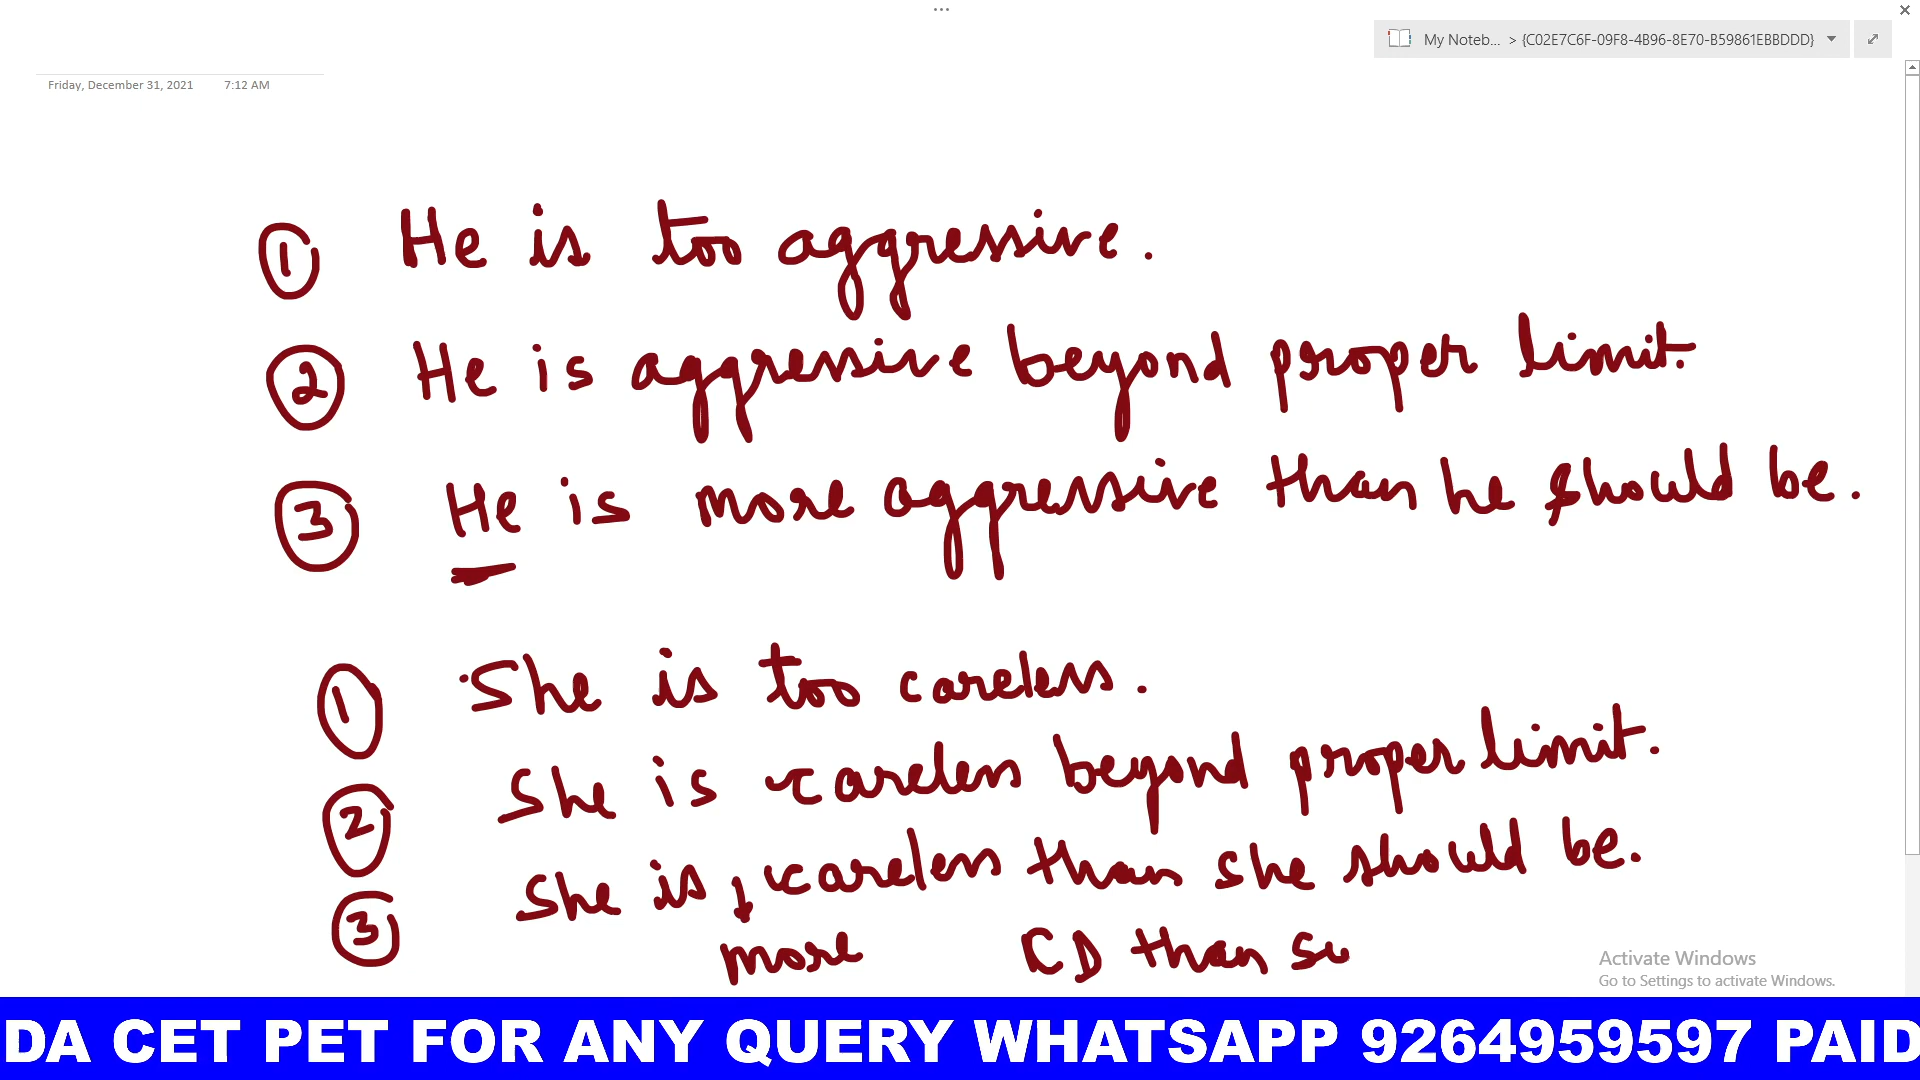 My Noteb... > {C02E7C6F-09F8-4B96-8E70-B59861EBBDDD}
Friday, December 31, 2021 7:12 AM
1 He is too aggressive.
2 He is aggressive beyond proper limit.
3 He is more aggressive than he should be.
1 She is too careless.
2 She is careless beyond proper limit.
3 She is careless than she should be.
more CD than su
Activate Windows
Go to Settings to activate Windows.
DA CET PET FOR ANY QUERY WHATSAPP 9264959597 PAID